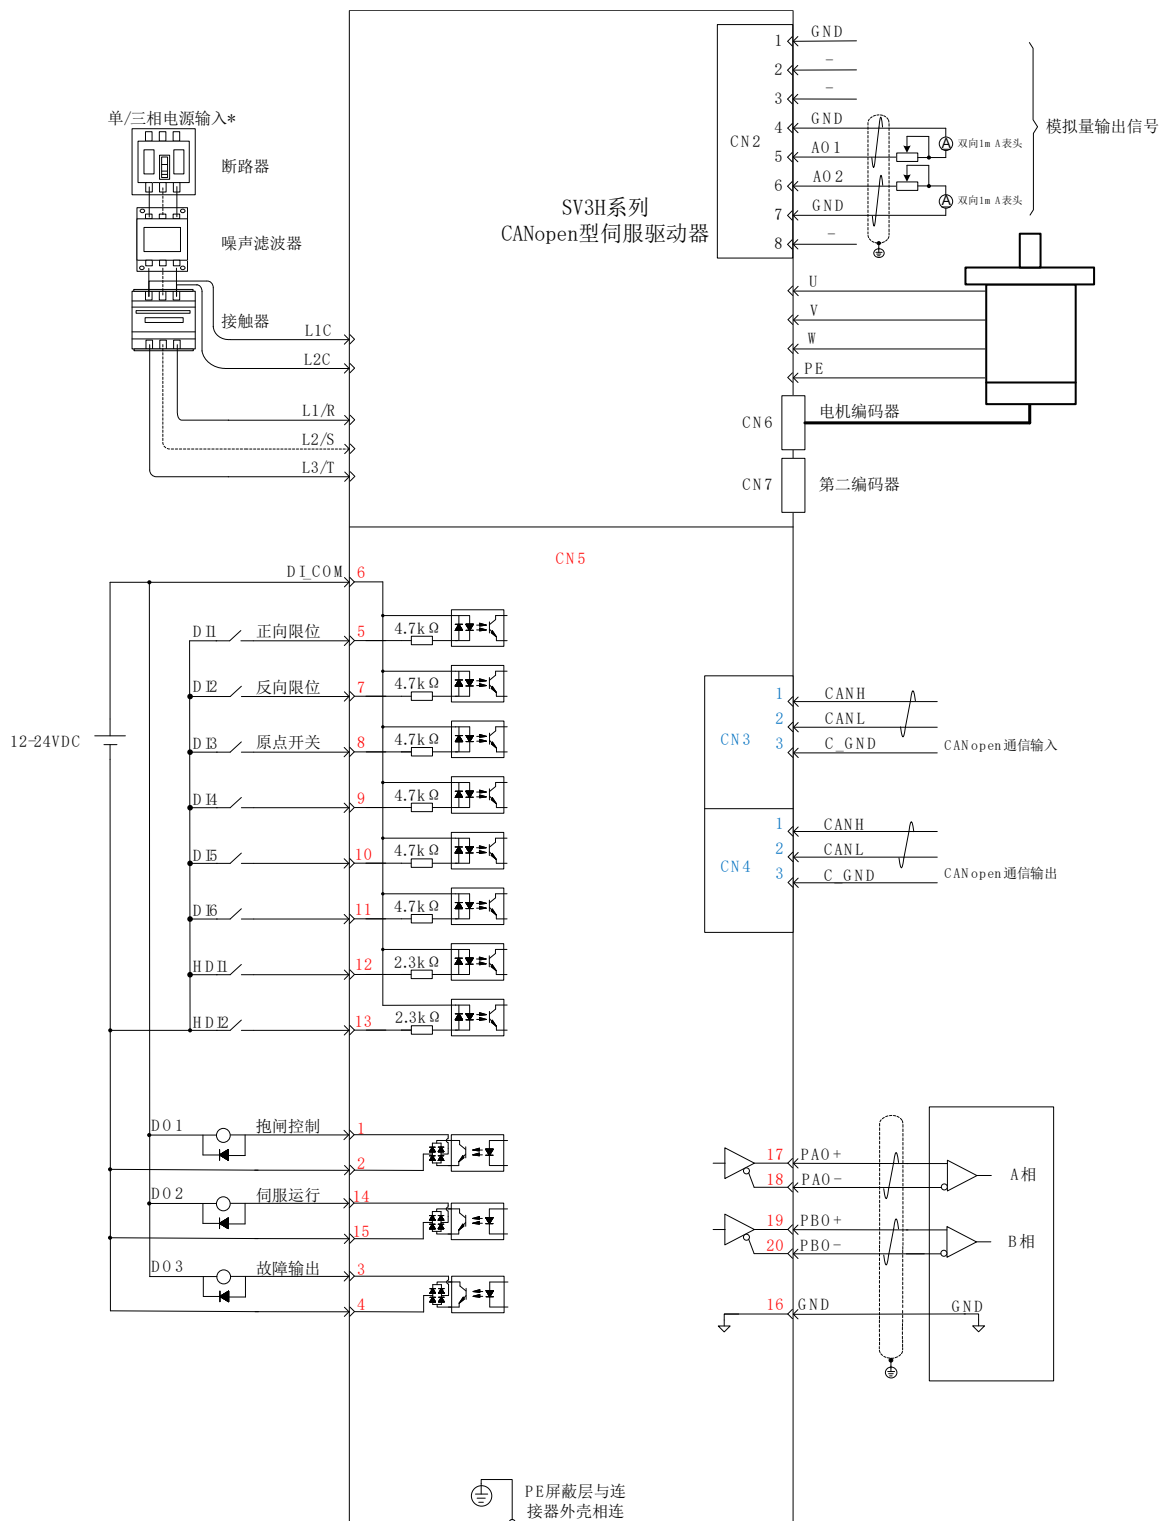 单/三相电源输入*
断路器
噪声滤波器
接触器
L1C
L2C
L1/R
L2/S
L3/T
SV3H系列
CANopen型伺服驱动器
CN2
1 GND
2 -
3 -
4 GND
5 AO1
6 AO2
7 GND
8 -
A 双向1mA表头
A 双向1mA表头
模拟量输出信号
U
V
W
PE
CN6 电机编码器
CN7 第二编码器
CN5
12-24VDC
DI_COM 6
DI1 正向限位 5 4.7kΩ
DI2 反向限位 7 4.7kΩ
DI3 原点开关 8 4.7kΩ
DI4 9 4.7kΩ
DI5 10 4.7kΩ
DI6 11 4.7kΩ
HDI1 12 2.3kΩ
HDI2 13 2.3kΩ
CN3
1 CANH
2 CANL
3 C_GND
CANopen通信输入
CN4
1 CANH
2 CANL
3 C_GND
CANopen通信输出
DO1 抱闸控制 1
2
DO2 伺服运行 14
15
DO3 故障输出 3
4
17 PAO+
18 PAO-
A相
19 PBO+
20 PBO-
B相
16 GND GND
PE屏蔽层与连
接器外壳相连